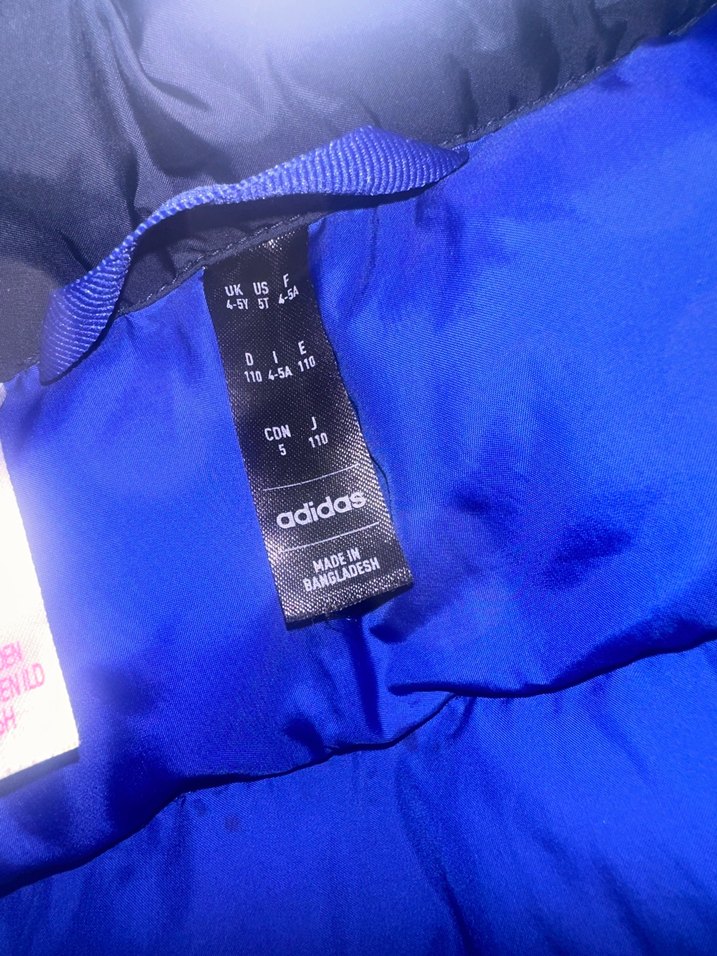 UK US F
4-5Y 5T 4-5A
D I E
110 4-5A 110
CDN J
5 110
adidas
MADE IN
BANGLADESH